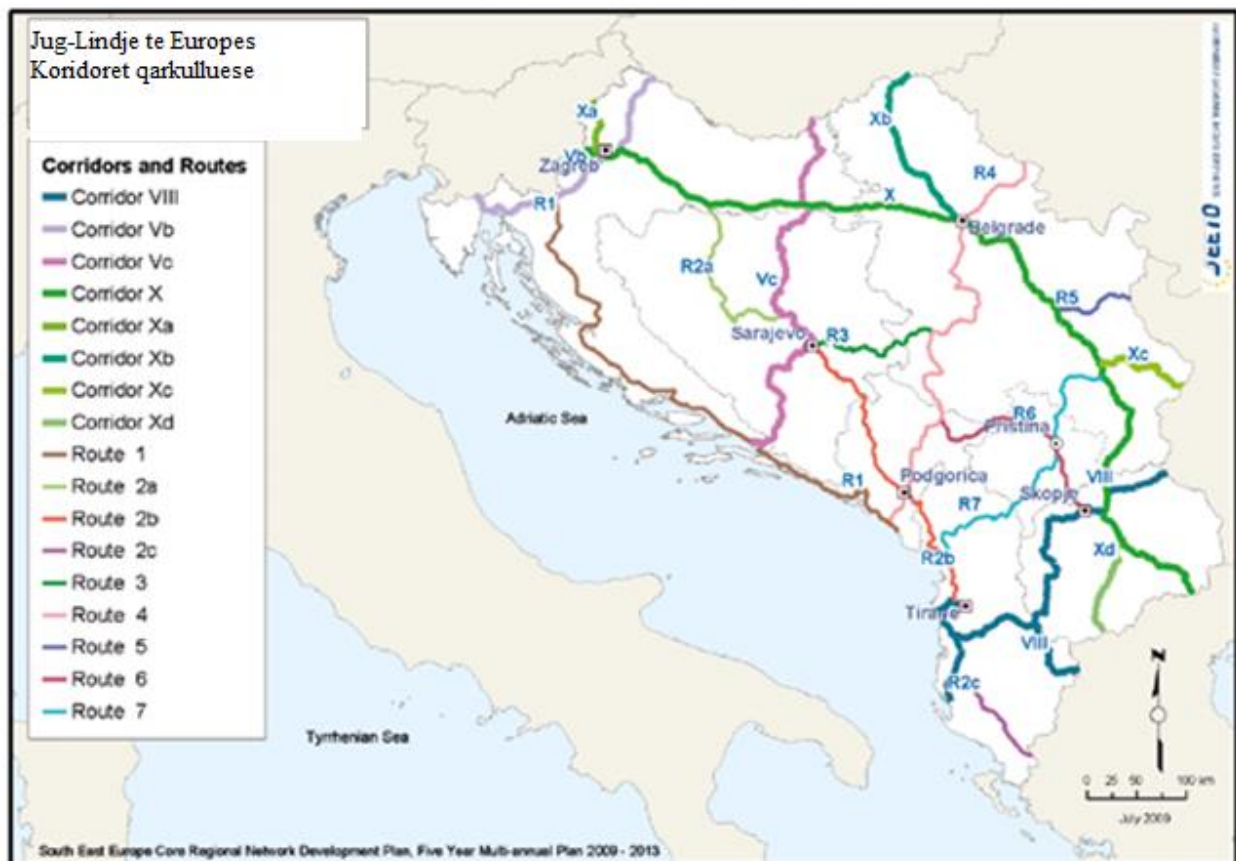 Jug-Lindje te Europes
Koridoret qarkulluese
Corridors and Routes
Corridor VIII
Corridor Vb
Corridor Vc
Corridor X
Corridor Xa
Corridor Xb
Corridor Xc
Corridor Xd
Route 1
Route 2a
Route 2b
Route 2c
Route 3
Route 4
Route 5
Route 6
Route 7
Xa
Vb
Zagreb
R1
Xb
R4
X
Belgrade
R2a
Vc
R5
Sarajevo
R3
Xc
Adriatic Sea
R6
Pristina
R1
Podgorica
VIII
Skopje
R7
R2b
Xd
Tirane
VIII
R2c
Tyrrhenian Sea
N
0 25 50 100 km
July 2009
SEETO
South East Europe Core Regional Network Development Plan, Five Year Multi-annual Plan 2009 - 2013